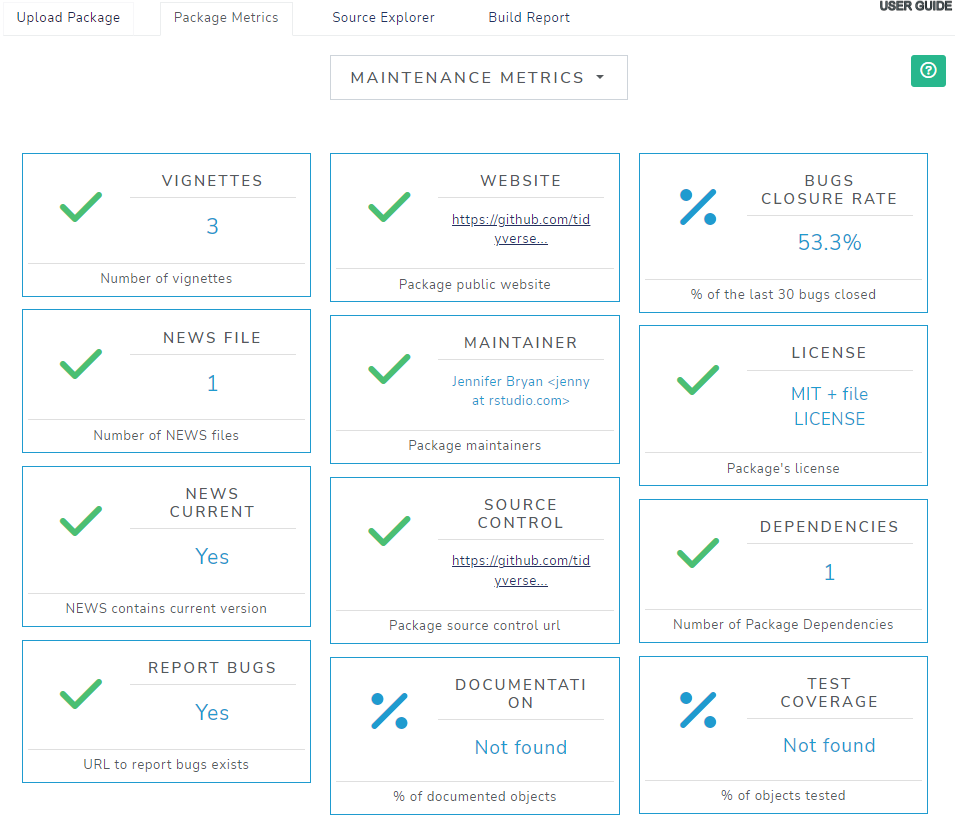 Upload Package
Package Metrics
Source Explorer
Build Report
USER GUIDE
MAINTENANCE METRICS
VIGNETTES
3
Number of vignettes
NEWS FILE
1
Number of NEWS files
NEWS
CURRENT
Yes
NEWS contains current version
REPORT BUGS
Yes
URL to report bugs exists
WEBSITE
https://github.com/tid
yverse...
Package public website
MAINTAINER
Jennifer Bryan <jenny
at rstudio.com>
Package maintainers
SOURCE
CONTROL
https://github.com/tid
yverse...
Package source control url
DOCUMENTATI
ON
Not found
% of documented objects
BUGS
CLOSURE RATE
53.3%
% of the last 30 bugs closed
LICENSE
MIT + file
LICENSE
Package's license
DEPENDENCIES
1
Number of Package Dependencies
TEST
COVERAGE
Not found
% of objects tested